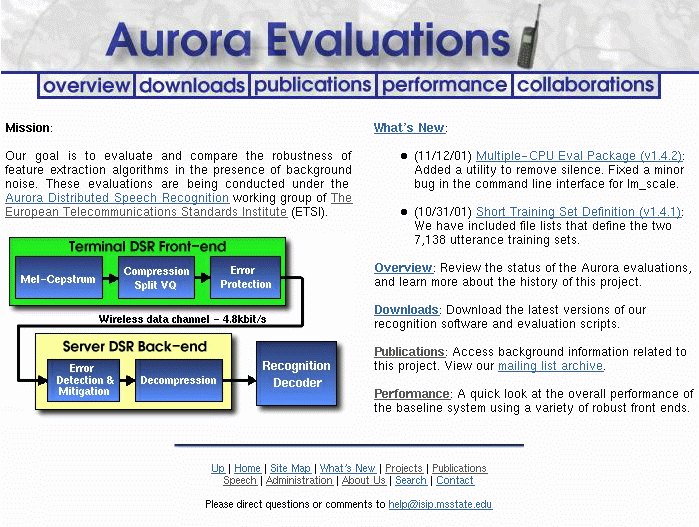 Aurora Evaluations
overview downloads publications performance collaborations
Mission:
Our goal is to evaluate and compare the robustness of
feature extraction algorithms in the presence of background
noise. These evaluations are being conducted under the
Aurora Distributed Speech Recognition working group of The
European Telecommunications Standards Institute (ETSI).
Terminal DSR Front-end
Mel-Cepstrum
Compression
Split VQ
Error
Protection
Wireless data channel - 4.8kbit/s
Server DSR Back-end
Error
Detection &
Mitigation
Decompression
Recognition
Decoder
What's New:
(11/12/01) Multiple-CPU Eval Package (v1.4.2):
Added a utility to remove silence. Fixed a minor
bug in the command line interface for lm_scale.
(10/31/01) Short Training Set Definition (v1.4.1):
We have included file lists that define the two
7,138 utterance training sets.
Overview: Review the status of the Aurora evaluations,
and learn more about the history of this project.
Downloads: Download the latest versions of our
recognition software and evaluation scripts.
Publications: Access background information related to
this project. View our mailing list archive.
Performance: A quick look at the overall performance of
the baseline system using a variety of robust front ends.
Up | Home | Site Map | What's New | Projects | Publications
Speech | Administration | About Us | Search | Contact
Please direct questions or comments to help@isip.msstate.edu